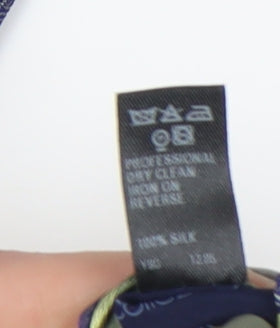 PROFESSIONAL
DRY CLEAN
IRON ON
REVERSE
100% SILK